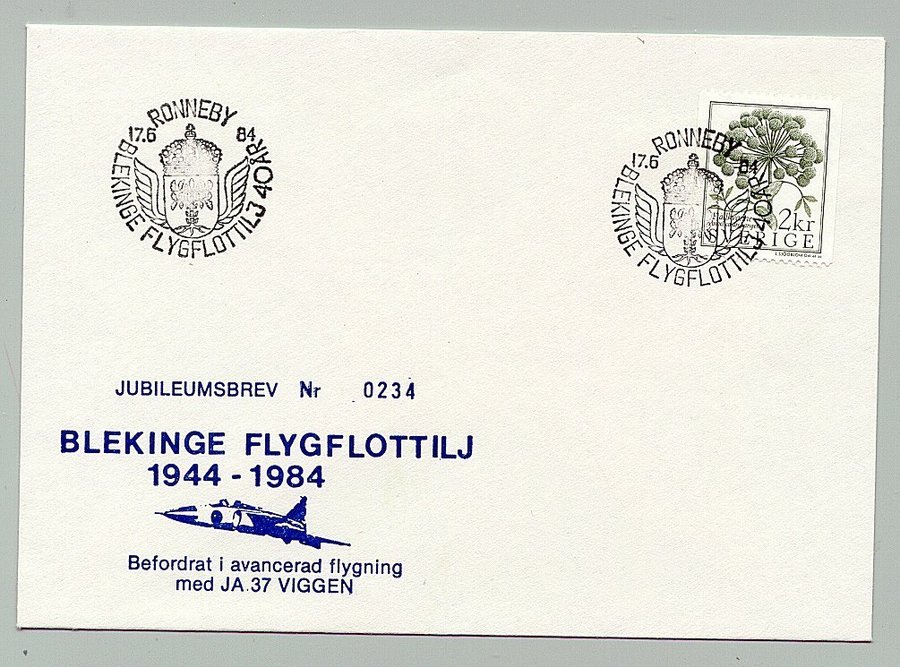 RONNEBY
17.6 84
BLEKINGE FLYGFLOTTILJ 40 ÅR
RONNEBY
17.6 84
BLEKINGE FLYGFLOTTILJ 40 ÅR
2kr
SVERIGE
JUBILEUMSBREV Nr 0234
BLEKINGE FLYGFLOTTILJ
1944 - 1984
Befordrat i avancerad flygning
med JA.37 VIGGEN